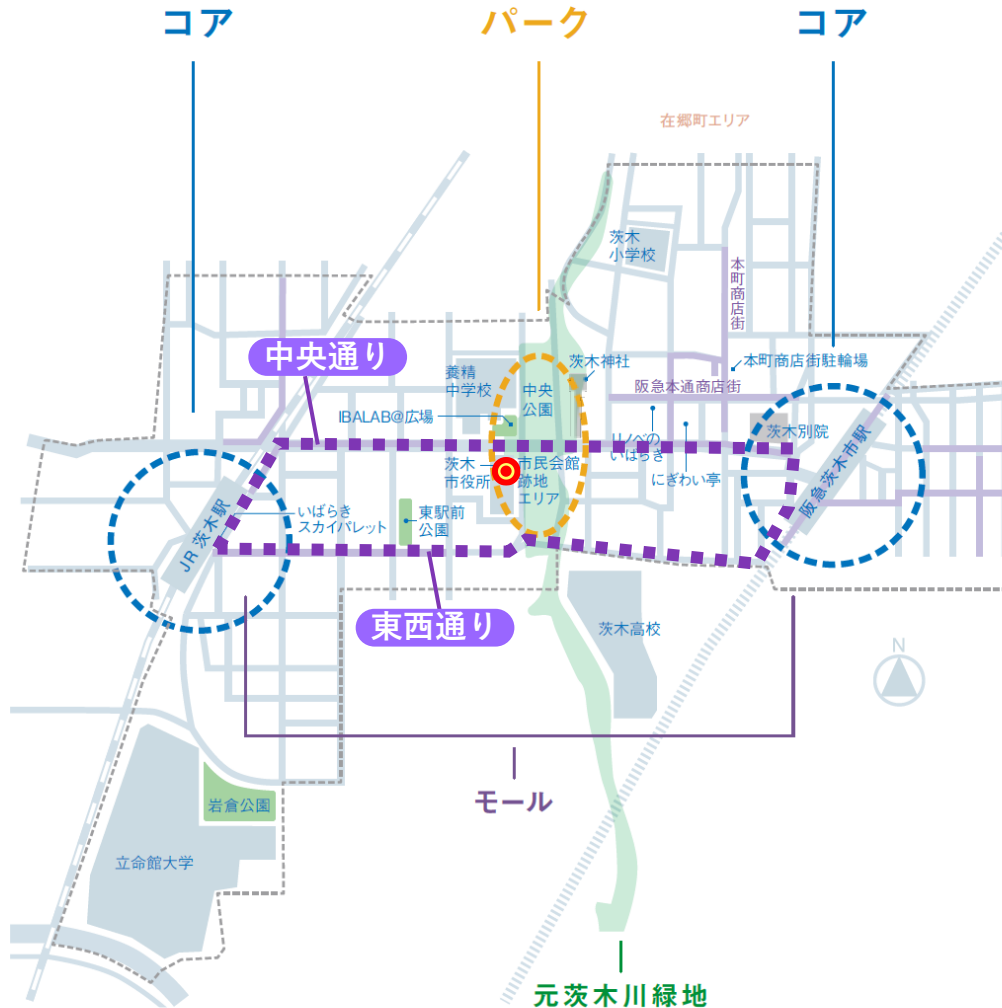 コア
パーク
コア
在郷町エリア
茨木
小学校
本町商店街
中央通り
養精
中学校
中央
公園
茨木神社
本町商店街駐輪場
阪急本通商店街
IBALAB@広場
リノベの
いばらき
茨木別院
茨木
市役所
市民会館
跡地
エリア
にぎわい亭
阪急茨木市駅
いばらき
スカイパレット
東駅前
公園
JR 茨木駅
東西通り
茨木高校
N
モール
岩倉公園
立命館大学
元茨木川緑地